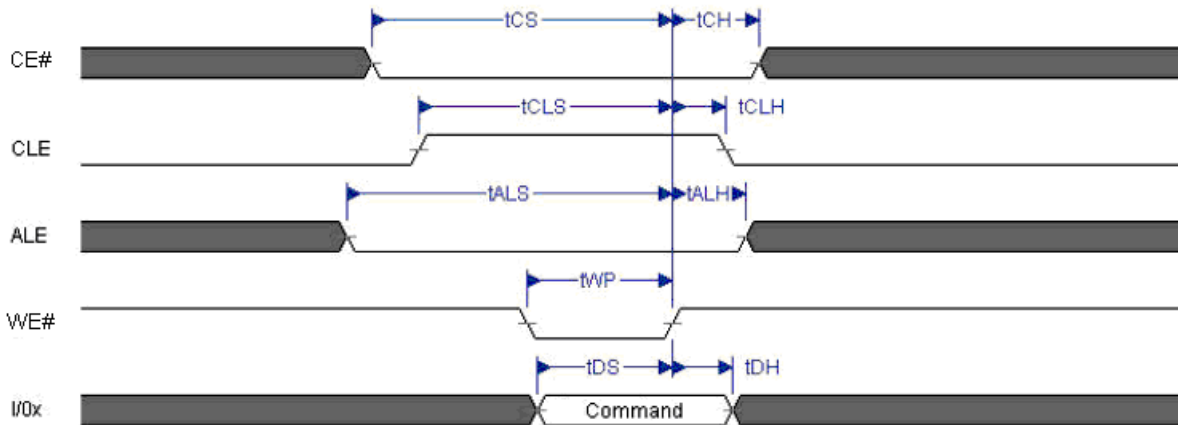 tCS tCH
CE#
tCLS tCLH
CLE
tALS tALH
ALE
tWP
WE#
tDS tDH
I/0x Command